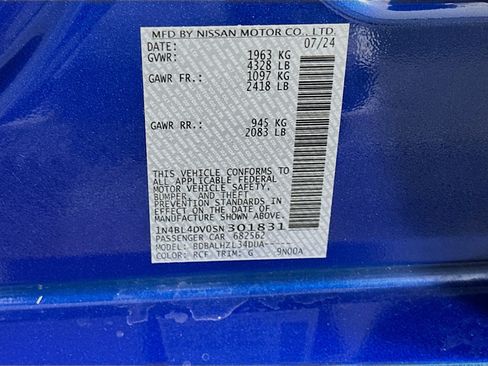 MFD BY NISSAN MOTOR CO., LTD.
DATE: 07/24
GVWR: 1963 KG
4328 LB
GAWR FR.: 1097 KG
2418 LB
GAWR RR.: 945 KG
2083 LB
THIS VEHICLE CONFORMS TO
ALL APPLICABLE FEDERAL
MOTOR VEHICLE SAFETY,
BUMPER, AND THEFT
PREVENTION STANDARDS IN
EFFECT ON THE DATE OF
MANUFACTURE SHOWN ABOVE.
1N4BL4DV0SN301831
PASSENGER CAR 682562
MODEL: BDBALHZL34DUA-----
COLOR: RCF TRIM: G 9N00A